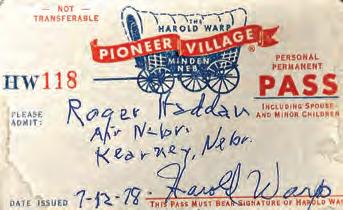 — NOT —
TRANSFERABLE
THE
HAROLD WARP
PIONEER VILLAGE®
MINDEN
NEB.
HW118
PERSONAL
PERMANENT
PASS
INCLUDING SPOUSE
AND MINOR CHILDREN
PLEASE
ADMIT:
Roger Haddan
Air Nebr.
Kearney, Nebr.
DATE ISSUED 7-12-78. Harold Warp
THIS PASS MUST BEAR SIGNATURE OF HAROLD WA